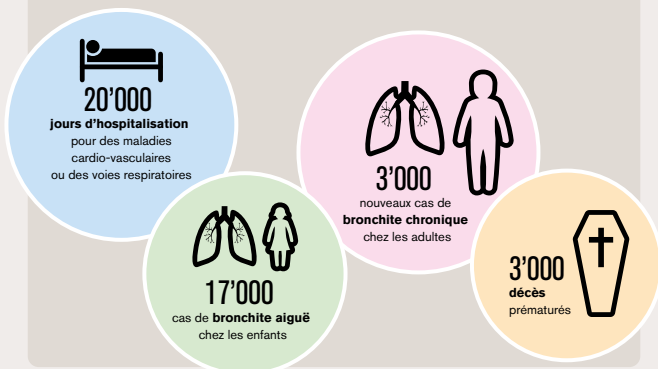 20’000
jours d’hospitalisation
pour des maladies
cardio-vasculaires
ou des voies respiratoires
17’000
cas de bronchite aiguë
chez les enfants
3’000
nouveaux cas de
bronchite chronique
chez les adultes
3’000
décès
prématurés